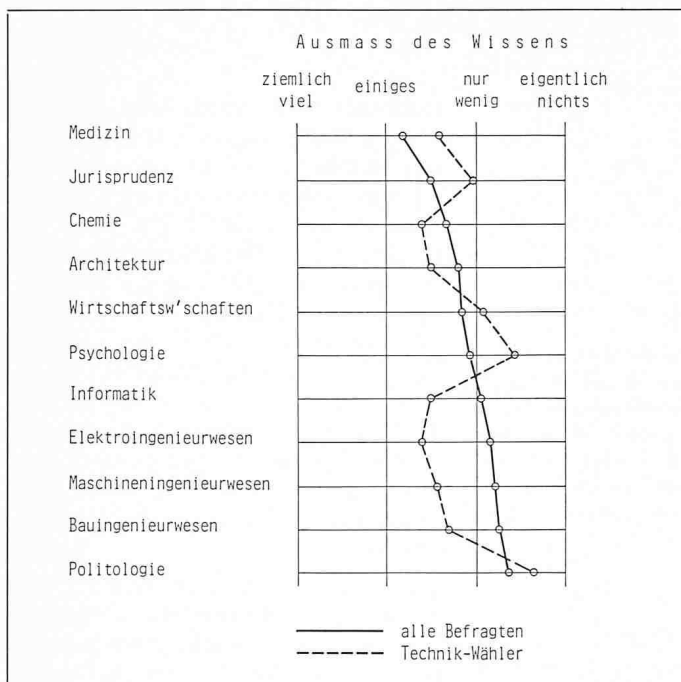 Ausmass des Wissens
ziemlich viel einiges nur wenig eigentlich nichts
Medizin
Jurisprudenz
Chemie
Architektur
Wirtschaftsw'schaften
Psychologie
Informatik
Elektroingenieurwesen
Maschineningenieurwesen
Bauingenieurwesen
Politologie
alle Befragten
Technik-Wähler